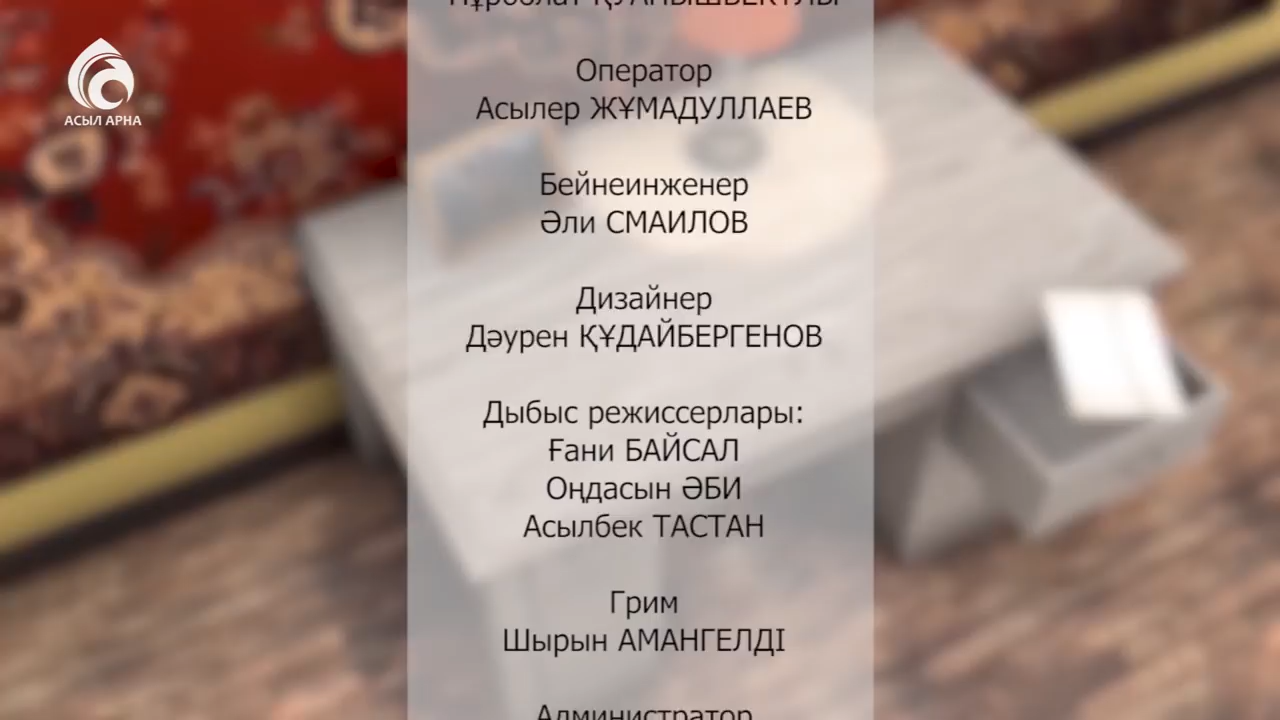 АСЫЛ АРНА
Оператор
Асылер ЖҰМАДУЛЛАЕВ
Бейнеинженер
Әли СМАИЛОВ
Дизайнер
Дәурен ҚҰДАЙБЕРГЕНОВ
Дыбыс режиссерлары:
Ғани БАЙСАЛ
Оңдасын ӘБИ
Асылбек ТАСТАН
Грим
Шырын АМАНГЕЛДІ
Администратор